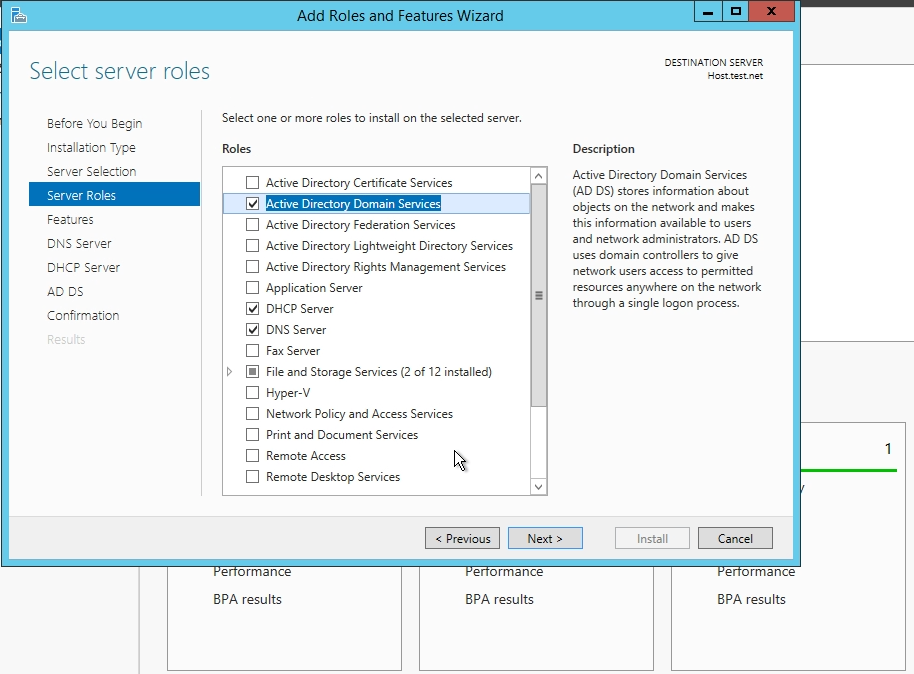 Add Roles and Features Wizard
Select server roles
DESTINATION SERVER
Host.test.net
Before You Begin
Installation Type
Server Selection
Server Roles
Features
DNS Server
DHCP Server
AD DS
Confirmation
Results
Select one or more roles to install on the selected server.
Roles
Active Directory Certificate Services
Active Directory Domain Services
Active Directory Federation Services
Active Directory Lightweight Directory Services
Active Directory Rights Management Services
Application Server
DHCP Server
DNS Server
Fax Server
File and Storage Services (2 of 12 installed)
Hyper-V
Network Policy and Access Services
Print and Document Services
Remote Access
Remote Desktop Services
Description
Active Directory Domain Services
(AD DS) stores information about
objects on the network and makes
this information available to users
and network administrators. AD DS
uses domain controllers to give
network users access to permitted
resources anywhere on the network
through a single logon process.
< Previous
Next >
Install
Cancel
1
Performance
BPA results
Performance
BPA results
Performance
BPA results